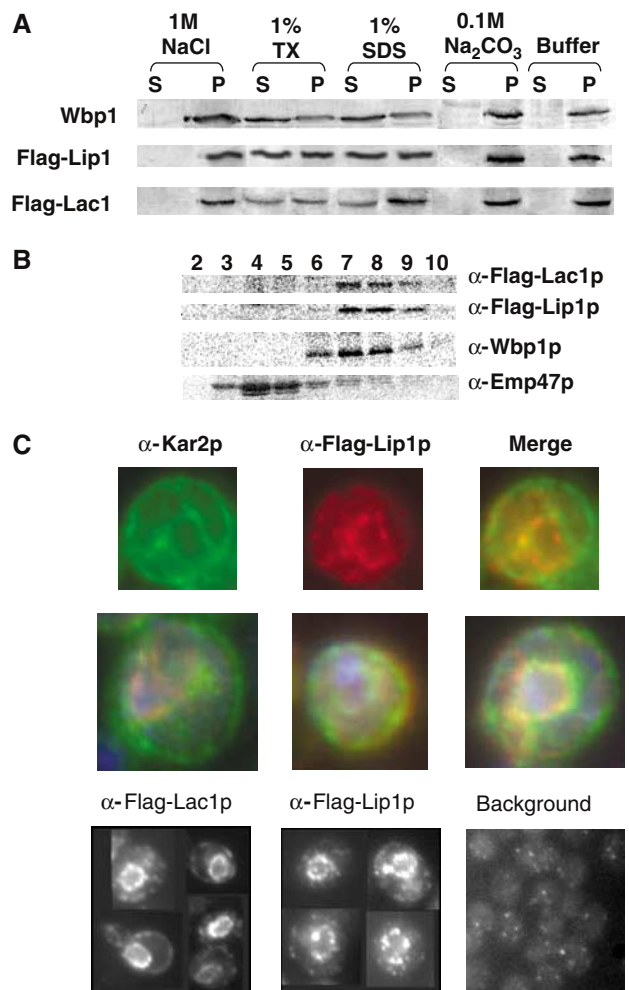 A
1M NaCl
1% TX
1% SDS
0.1M Na₂CO₃
Buffer
S P S P S P S P S P
Wbp1
Flag-Lip1
Flag-Lac1
B
2 3 4 5 6 7 8 9 10
α-Flag-Lac1p
α-Flag-Lip1p
α-Wbp1p
α-Emp47p
C
α-Kar2p α-Flag-Lip1p Merge
α-Flag-Lac1p α-Flag-Lip1p Background